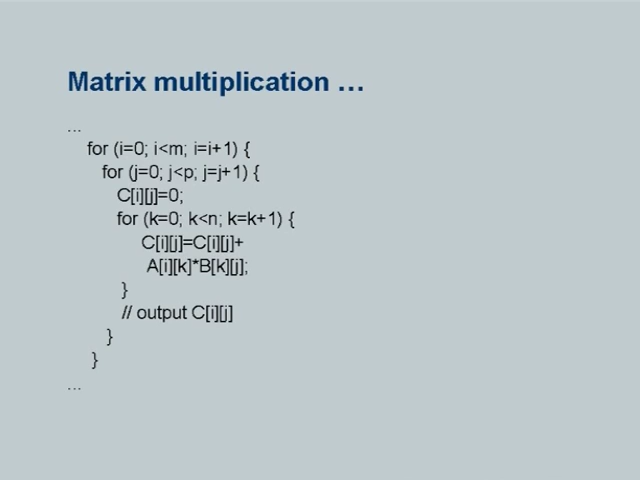 Matrix multiplication …
...
for (i=0; i<m; i=i+1) {
for (j=0; j<p; j=j+1) {
C[i][j]=0;
for (k=0; k<n; k=k+1) {
C[i][j]=C[i][j]+
A[i][k]*B[k][j];
}
// output C[i][j]
}
}
...